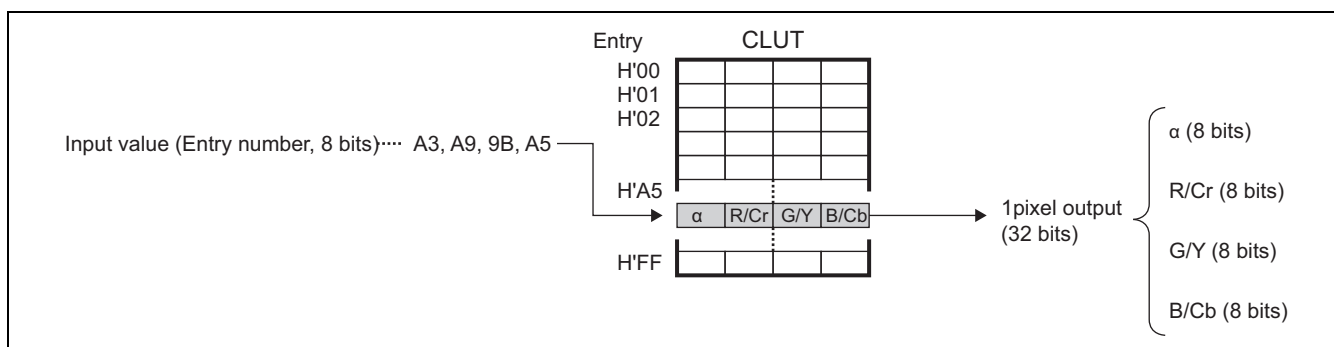 Entry CLUT
H'00
H'01
H'02
Input value (Entry number, 8 bits)····· A3, A9, 9B, A5
H'A5
α R/Cr G/Y B/Cb
H'FF
1pixel output
(32 bits)
α (8 bits)
R/Cr (8 bits)
G/Y (8 bits)
B/Cb (8 bits)